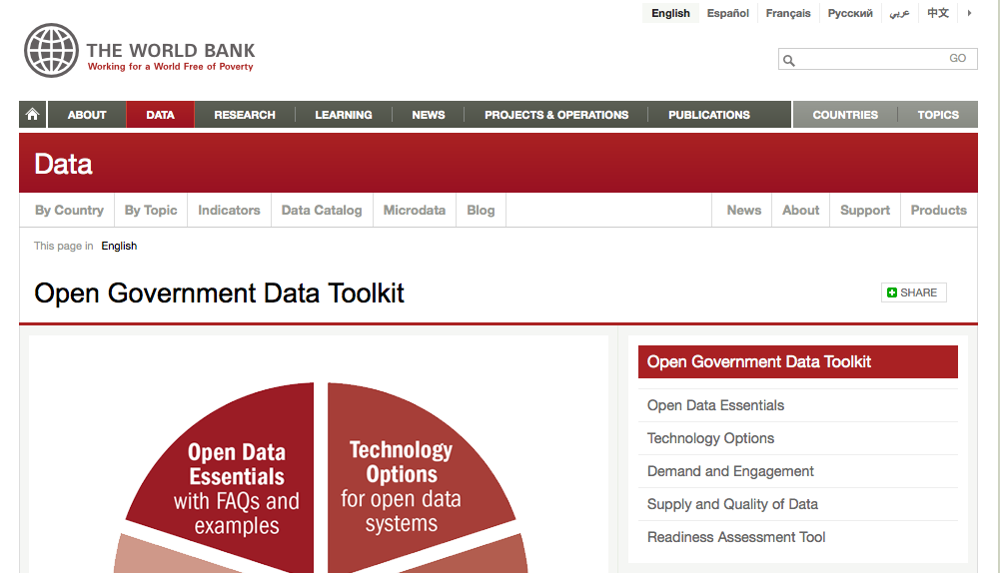 English Español Français Русский عربي 中文
THE WORLD BANK
Working for a World Free of Poverty
GO
ABOUT DATA RESEARCH LEARNING NEWS PROJECTS & OPERATIONS PUBLICATIONS COUNTRIES TOPICS
Data
By Country By Topic Indicators Data Catalog Microdata Blog News About Support Products
This page in English
Open Government Data Toolkit
SHARE
Open Data
Essentials
with FAQs and
examples
Technology
Options
for open data
systems
Open Government Data Toolkit
Open Data Essentials
Technology Options
Demand and Engagement
Supply and Quality of Data
Readiness Assessment Tool